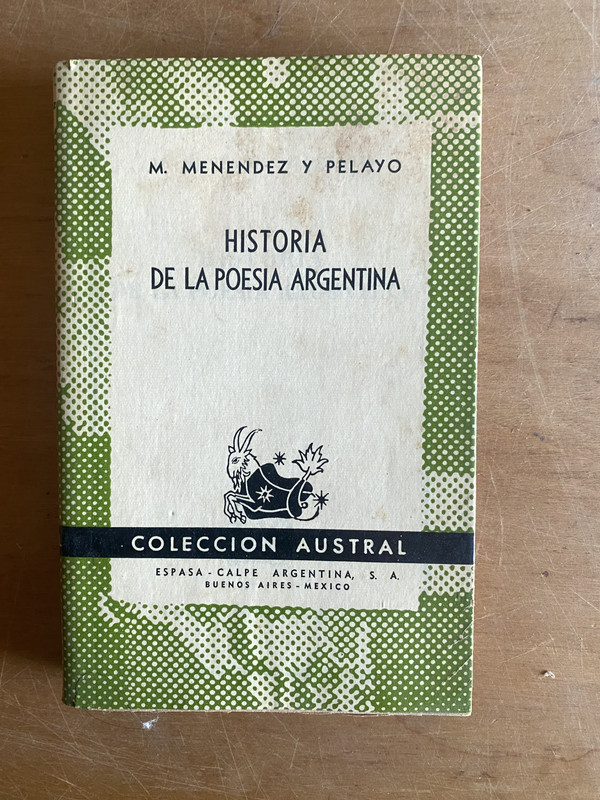 M. MENENDEZ Y PELAYO
HISTORIA
DE LA POESIA ARGENTINA
COLECCION AUSTRAL
ESPASA - CALPE ARGENTINA, S. A.
BUENOS AIRES - MEXICO